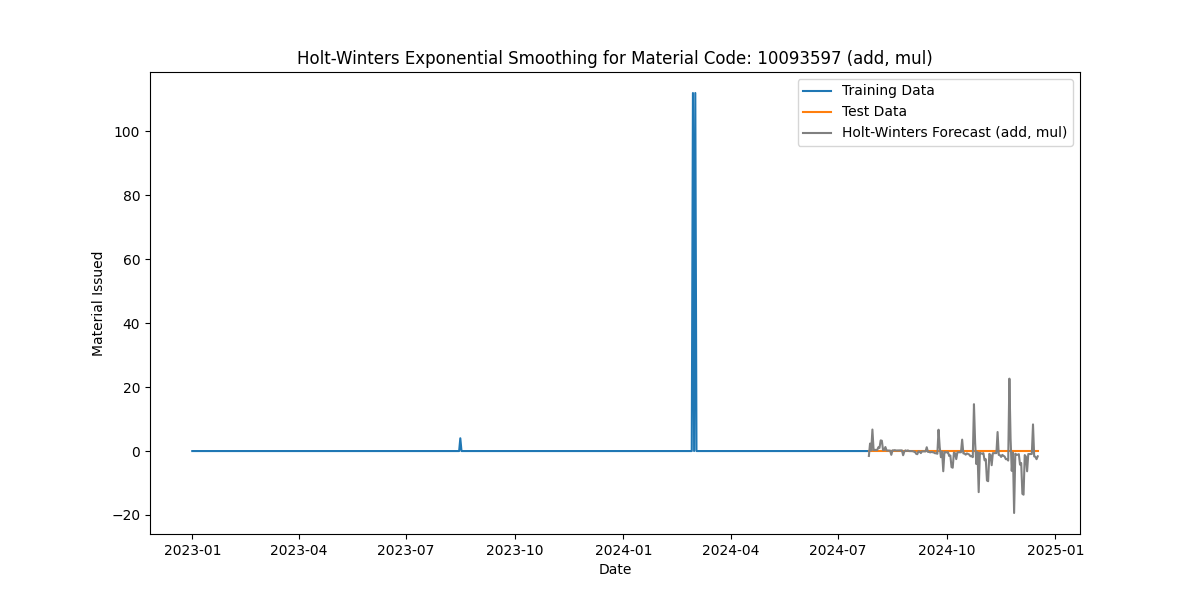 Holt-Winters Exponential Smoothing for Material Code: 10093597 (add, mul)
Training Data
Test Data
Holt-Winters Forecast (add, mul)
Material Issued
100
80
60
40
20
0
−20
2023-01
2023-04
2023-07
2023-10
2024-01
2024-04
2024-07
2024-10
2025-01
Date